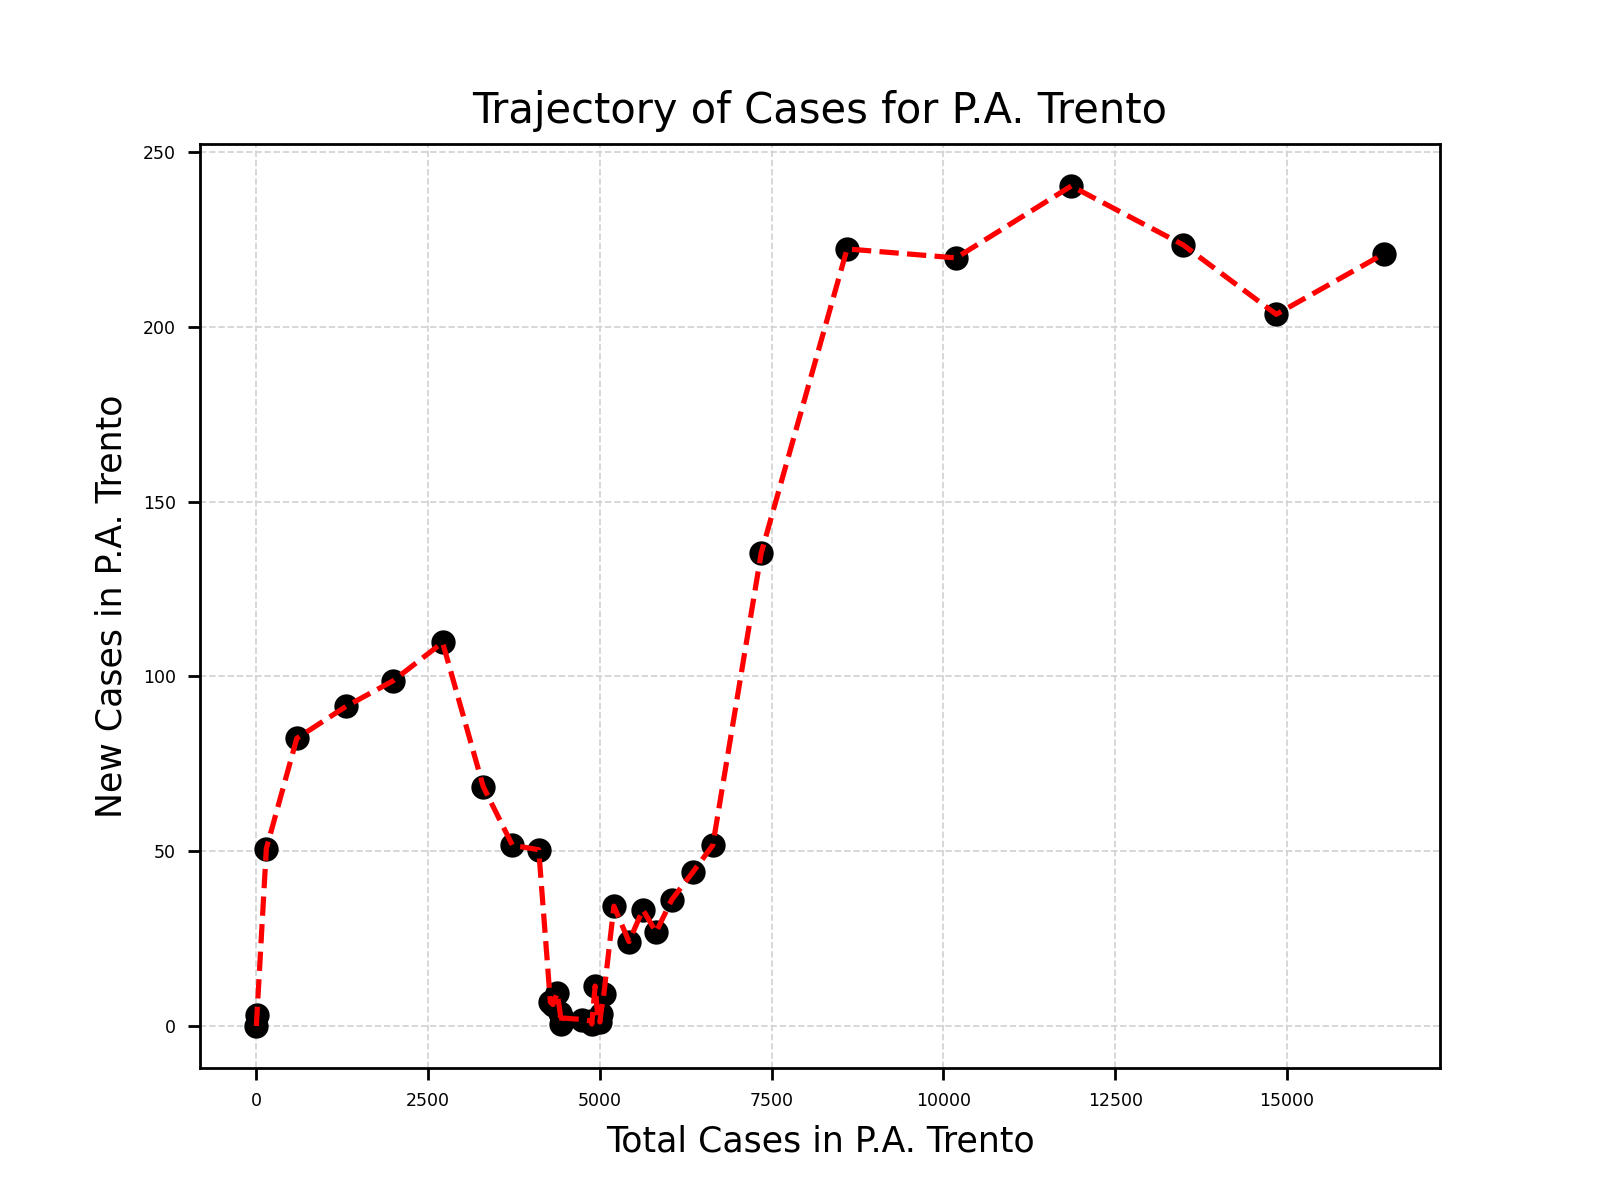 Trajectory of Cases for P.A. Trento
250
200
150
100
50
0
New Cases in P.A. Trento
0 2500 5000 7500 10000 12500 15000
Total Cases in P.A. Trento